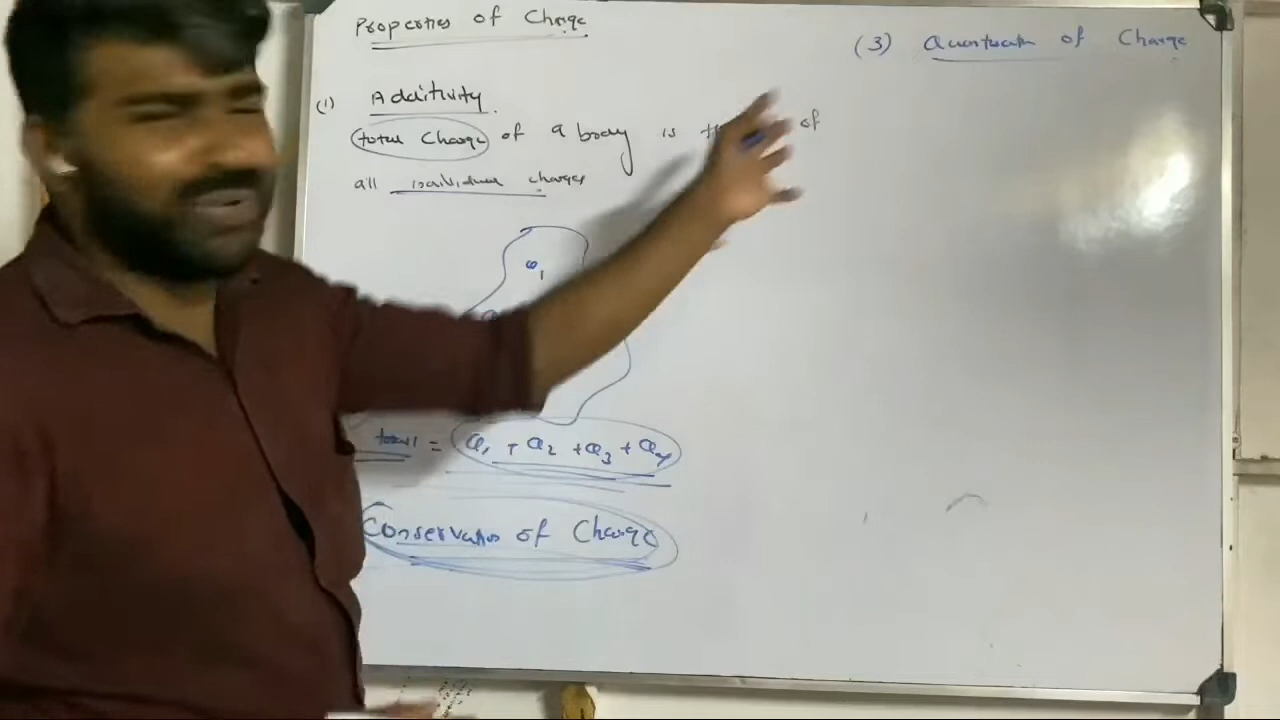 Properties of Charge
(1) Additivity
total Charge of a body is of
all individual charges
Q1
total = Q1 + Q2 + Q3 + Q4
Conservation of Charge
(3) of Charge